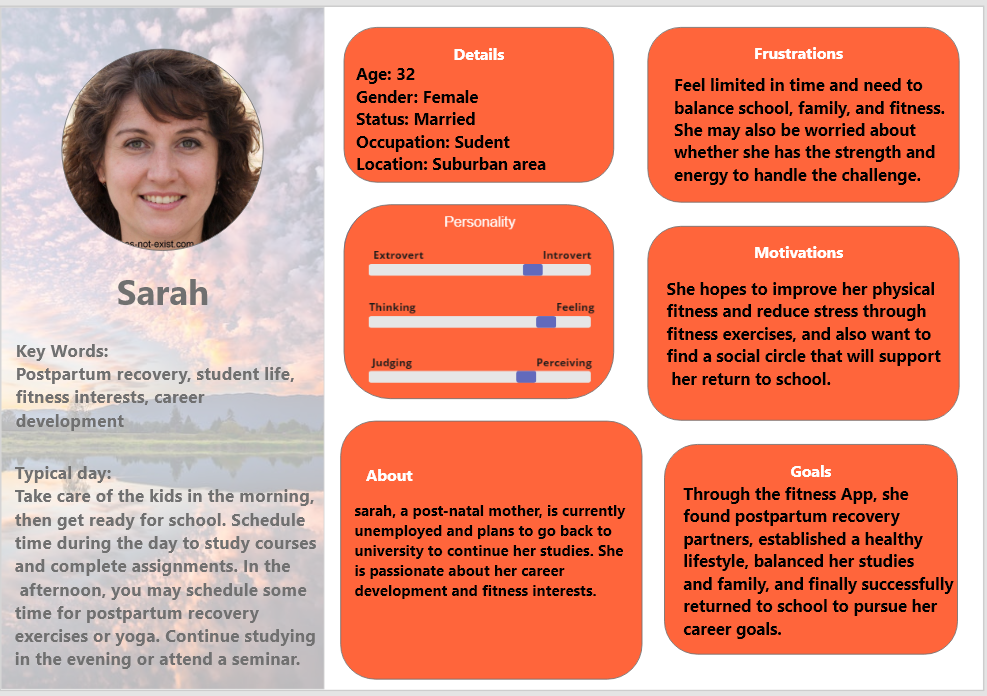 es-not-exist.com
Sarah
Key Words:
Postpartum recovery, student life,
fitness interests, career
development
Typical day:
Take care of the kids in the morning,
then get ready for school. Schedule
time during the day to study courses
and complete assignments. In the
afternoon, you may schedule some
time for postpartum recovery
exercises or yoga. Continue studying
in the evening or attend a seminar.
Details
Age: 32
Gender: Female
Status: Married
Occupation: Sudent
Location: Suburban area
Personality
Extrovert Introvert
Thinking Feeling
Judging Perceiving
About
sarah, a post-natal mother, is currently
unemployed and plans to go back to
university to continue her studies. She
is passionate about her career
development and fitness interests.
Frustrations
Feel limited in time and need to
balance school, family, and fitness.
She may also be worried about
whether she has the strength and
energy to handle the challenge.
Motivations
She hopes to improve her physical
fitness and reduce stress through
fitness exercises, and also want to
find a social circle that will support
her return to school.
Goals
Through the fitness App, she
found postpartum recovery
partners, established a healthy
lifestyle, balanced her studies
and family, and finally successfully
returned to school to pursue her
career goals.